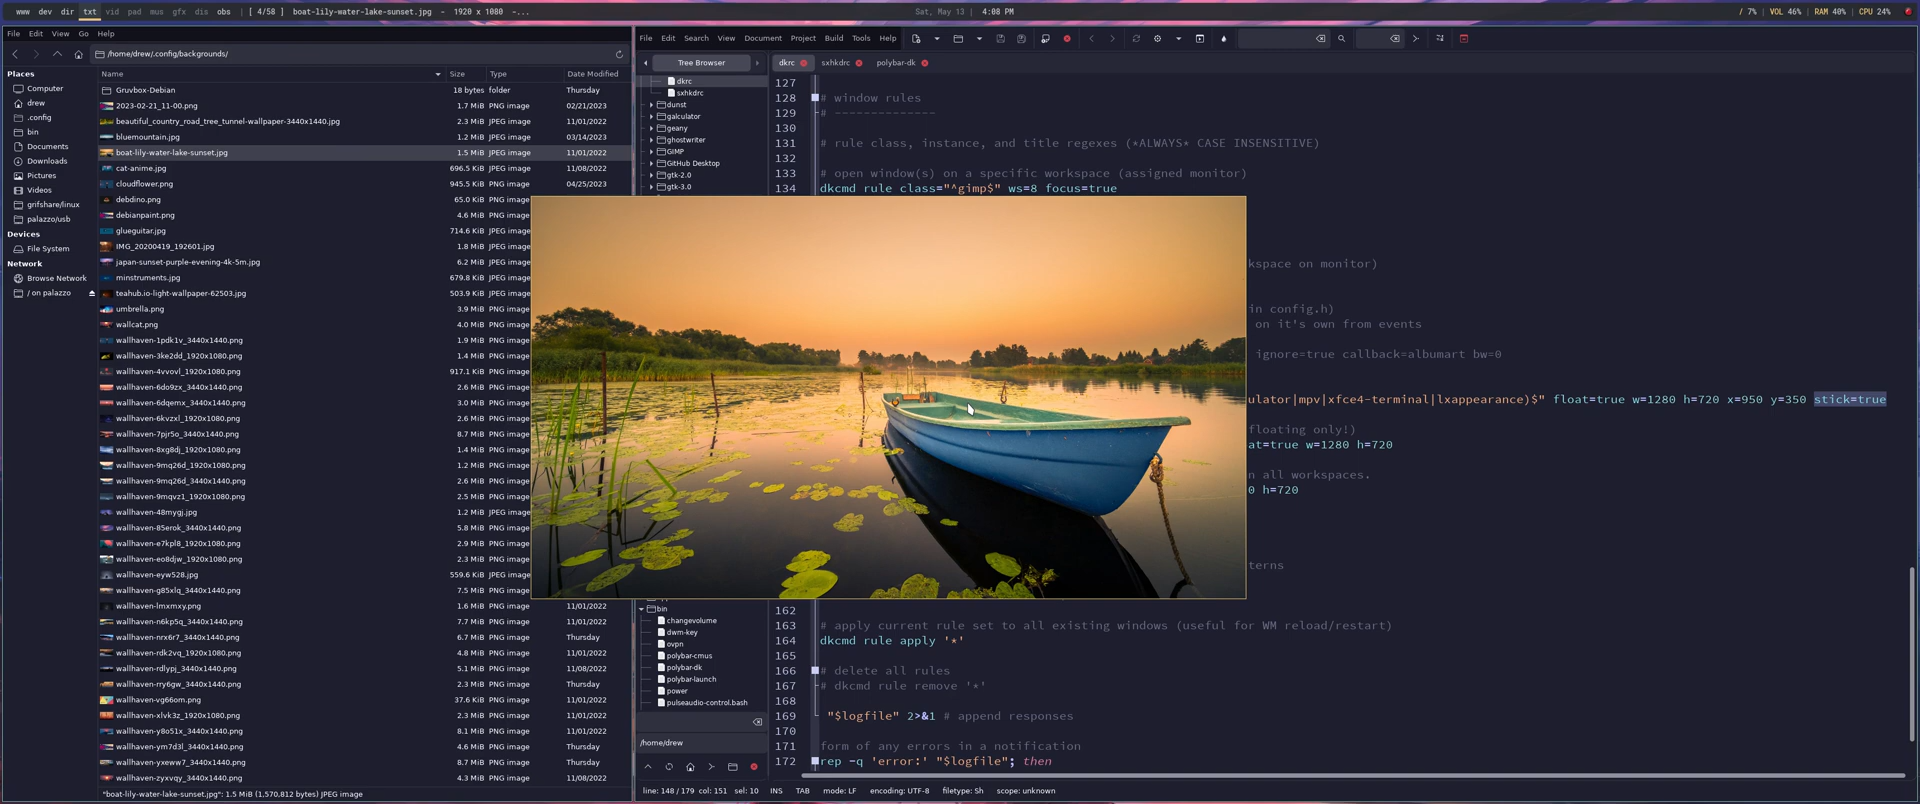 www dev dir txt vid pad mus gfx dis obs | [ 4/58 ] boat-lily-water-lake-sunset.jpg - 1920 x 1080 -...
Sat, May 13 | 4:08 PM
/ 7% | VOL 46% | RAM 40% | CPU 24%
File Edit View Go Help
/home/drew/.config/backgrounds/
Places
Computer
drew
.config
bin
Documents
Downloads
Pictures
Videos
grifshare/linux
palazzo/usb
Devices
File System
Network
Browse Network
/ on palazzo
Name Size Type Date Modified
Gruvbox-Debian 18 bytes folder Thursday
2023-02-21_11-00.png 1.7 MiB PNG image 02/21/2023
beautiful_country_road_tree_tunnel-wallpaper-3440x1440.jpg 2.3 MiB JPEG image 11/01/2022
bluemountain.jpg 1.2 MiB JPEG image 03/14/2023
boat-lily-water-lake-sunset.jpg 1.5 MiB JPEG image 11/01/2022
cat-anime.jpg 696.5 KiB JPEG image 11/08/2022
cloudflower.png 945.5 KiB PNG image 04/25/2023
debdino.png 65.0 KiB PNG image
debianpaint.png 4.6 MiB PNG image
glueguitar.jpg 714.6 KiB JPEG image
IMG_20200419_192601.jpg 1.8 MiB JPEG image
japan-sunset-purple-evening-4k-5m.jpg 6.2 MiB JPEG image
minstruments.jpg 679.8 KiB JPEG image
teahub.io-light-wallpaper-62503.jpg 503.9 KiB JPEG image
umbrella.png 3.9 MiB PNG image
wallcat.png 4.0 MiB PNG image
wallhaven-1pdk1v_3440x1440.png 1.9 MiB PNG image
wallhaven-3ke2dd_1920x1080.png 1.4 MiB PNG image
wallhaven-4vvovl_1920x1080.png 917.1 KiB PNG image
wallhaven-6do9zx_3440x1440.png 2.6 MiB PNG image
wallhaven-6dqemx_3440x1440.png 3.0 MiB PNG image
wallhaven-6kvzxl_1920x1080.png 2.6 MiB PNG image
wallhaven-7pjr5o_3440x1440.png 8.7 MiB PNG image
wallhaven-8xg8dj_1920x1080.png 1.4 MiB PNG image
wallhaven-9mq26d_1920x1080.png 1.2 MiB PNG image
wallhaven-9mq26d_3440x1440.png 2.6 MiB PNG image
wallhaven-9mqvz1_1920x1080.png 2.5 MiB PNG image
wallhaven-48mygj.jpg 1.2 MiB JPEG image
wallhaven-85erok_3440x1440.png 5.8 MiB PNG image
wallhaven-e7kpl8_1920x1080.png 2.9 MiB PNG image
wallhaven-eo8djw_1920x1080.png 2.3 MiB PNG image
wallhaven-eyw528.jpg 559.6 KiB JPEG image
wallhaven-g85xlq_3440x1440.png 7.5 MiB PNG image
wallhaven-lmxmxy.png 1.6 MiB PNG image 11/01/2022
wallhaven-n6kp5q_3440x1440.png 7.7 MiB PNG image 11/01/2022
wallhaven-nrx6r7_3440x1440.png 6.7 MiB PNG image Thursday
wallhaven-rdk2vq_1920x1080.png 4.8 MiB PNG image 11/01/2022
wallhaven-rdlypj_3440x1440.png 5.1 MiB PNG image 11/08/2022
wallhaven-rry6gw_3440x1440.png 2.3 MiB PNG image Thursday
wallhaven-vg66om.png 37.6 KiB PNG image 11/01/2022
wallhaven-xlvk3z_1920x1080.png 2.3 MiB PNG image 11/01/2022
wallhaven-y8o51x_3440x1440.png 8.1 MiB PNG image 11/01/2022
wallhaven-ym7d3l_3440x1440.png 4.6 MiB PNG image Thursday
wallhaven-yxeww7_3440x1440.png 8.7 MiB PNG image Thursday
wallhaven-zyxvqy_3440x1440.png 4.3 MiB PNG image 11/08/2022
"boat-lily-water-lake-sunset.jpg": 1.5 MiB (1,570,812 bytes) JPEG image
File Edit Search View Document Project Build Tools Help
Tree Browser
dkrc sxhkdrc polybar-dk
dkrc
sxhkdrc
dunst
galculator
geany
ghostwriter
GIMP
GitHub Desktop
gtk-2.0
gtk-3.0
bin
changevolume
dwm-key
ovpn
polybar-cmus
polybar-dk
polybar-launch
power
pulseaudio-control.bash
/home/drew
127
128 # window rules
129 # --------------
130
131 # rule class, instance, and title regexes (*ALWAYS* CASE INSENSITIVE)
132
133 # open window(s) on a specific workspace (assigned monitor)
134 dkcmd rule class="^gimp$" ws=8 focus=true
kspace on monitor)
in config.h)
on it's own from events
ignore=true callback=albumart bw=0
ulator|mpv|xfce4-terminal|lxappearance)$" float=true w=1280 h=720 x=950 y=350 stick=true
floating only!)
at=true w=1280 h=720
n all workspaces.
0 h=720
terns
162
163 # apply current rule set to all existing windows (useful for WM reload/restart)
164 dkcmd rule apply '*'
165
166 # delete all rules
167 # dkcmd rule remove '*'
168
169 "$logfile" 2>&1 # append responses
170
171 form of any errors in a notification
172 rep -q 'error:' "$logfile"; then
line: 148 / 179 col: 151 sel: 10 INS TAB mode: LF encoding: UTF-8 filetype: Sh scope: unknown